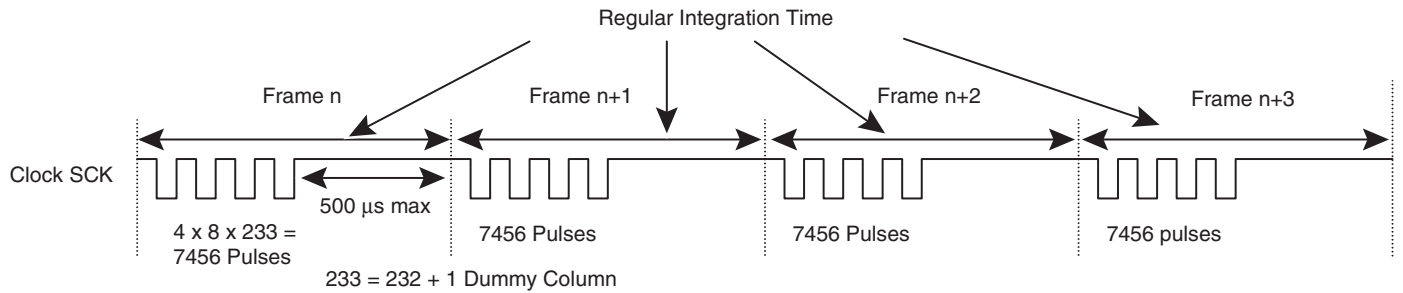 Regular Integration Time
Frame n
Frame n+1
Frame n+2
Frame n+3
Clock SCK
500 μs max
4 x 8 x 233 =
7456 Pulses
7456 Pulses
7456 Pulses
7456 pulses
233 = 232 + 1 Dummy Column